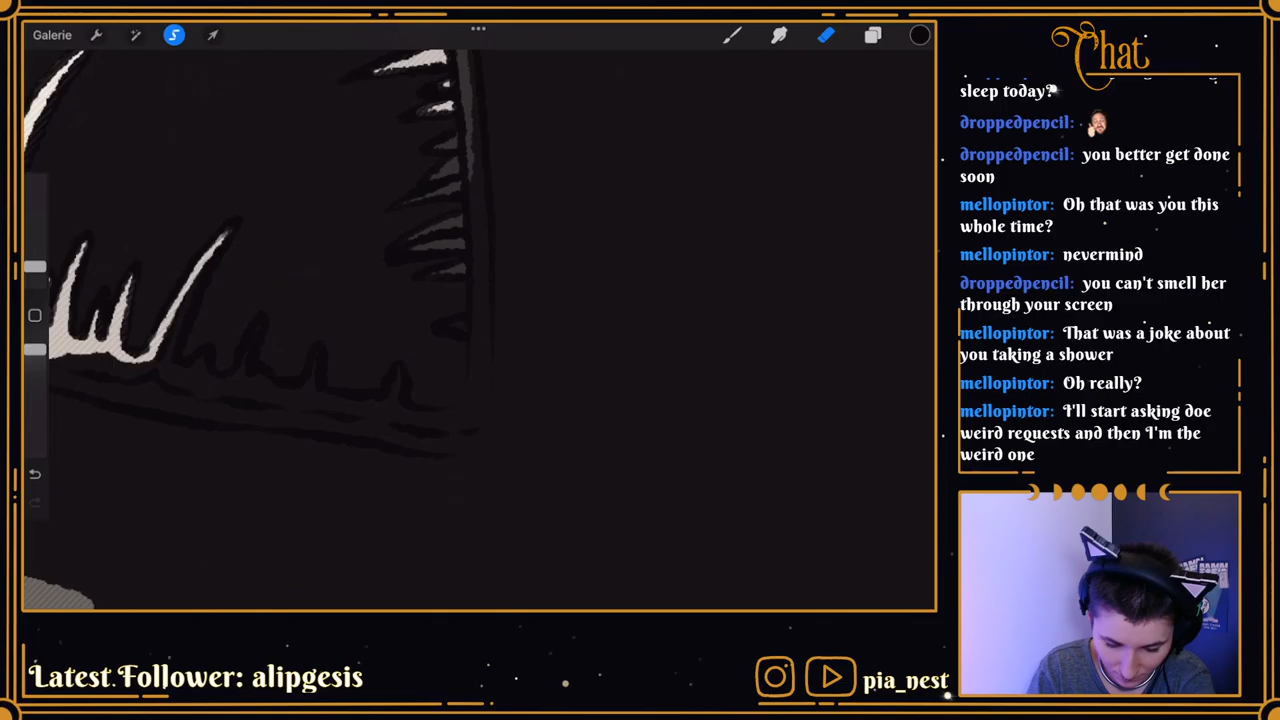 Galerie
Chat
sleep today?
droppedpencil:
droppedpencil: you better get done
soon
mellopintor: Oh that was you this
whole time?
mellopintor: nevermind
droppedpencil: you can't smell her
through your screen
mellopintor: That was a joke about
you taking a shower
mellopintor: Oh really?
mellopintor: I'll start asking doe
weird requests and then I'm the
weird one
Latest Follower: alipgesis
pia_nest